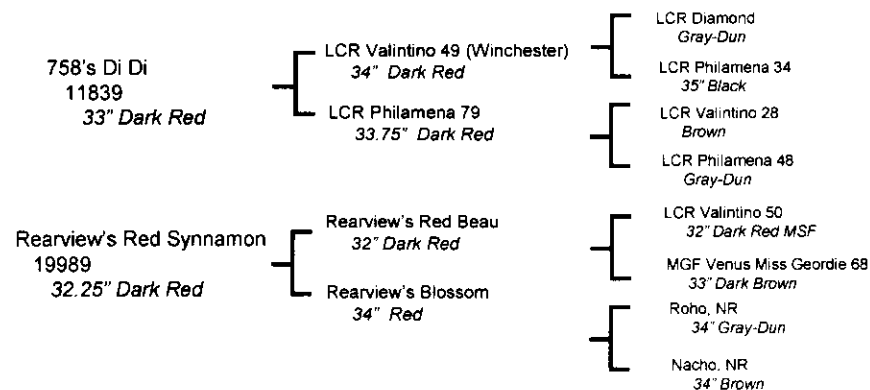 758's Di Di
11839
33" Dark Red
LCR Valintino 49 (Winchester)
34" Dark Red
LCR Philamena 79
33.75" Dark Red
LCR Diamond
Gray-Dun
LCR Philamena 34
35" Black
LCR Valintino 28
Brown
LCR Philamena 48
Gray-Dun
Rearview's Red Synnamon
19989
32.25" Dark Red
Rearview's Red Beau
32" Dark Red
Rearview's Blossom
34" Red
LCR Valintino 50
32" Dark Red MSF
MGF Venus Miss Geordie 68
33" Dark Brown
Roho, NR
34" Gray-Dun
Nacho, NR
34" Brown